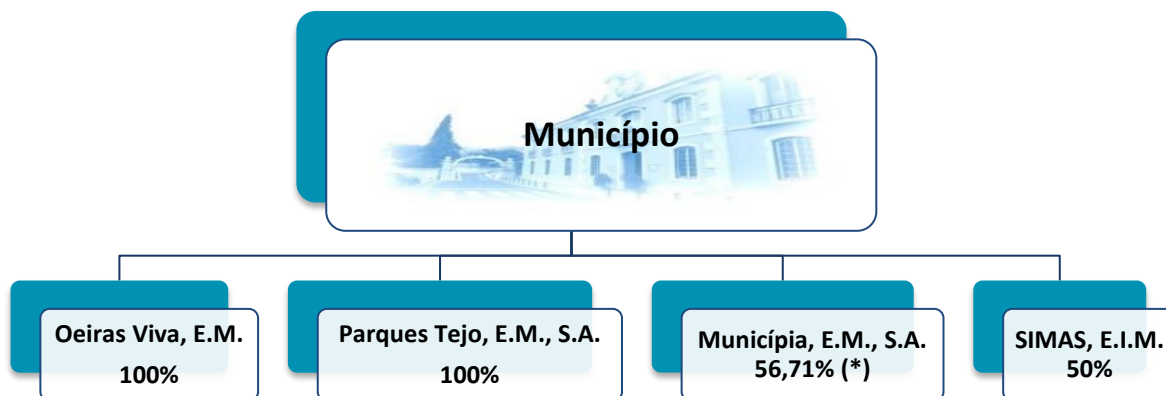 Município
Oeiras Viva, E.M.
100%
Parques Tejo, E.M., S.A.
100%
Municípia, E.M., S.A.
56,71% (*)
SIMAS, E.I.M.
50%